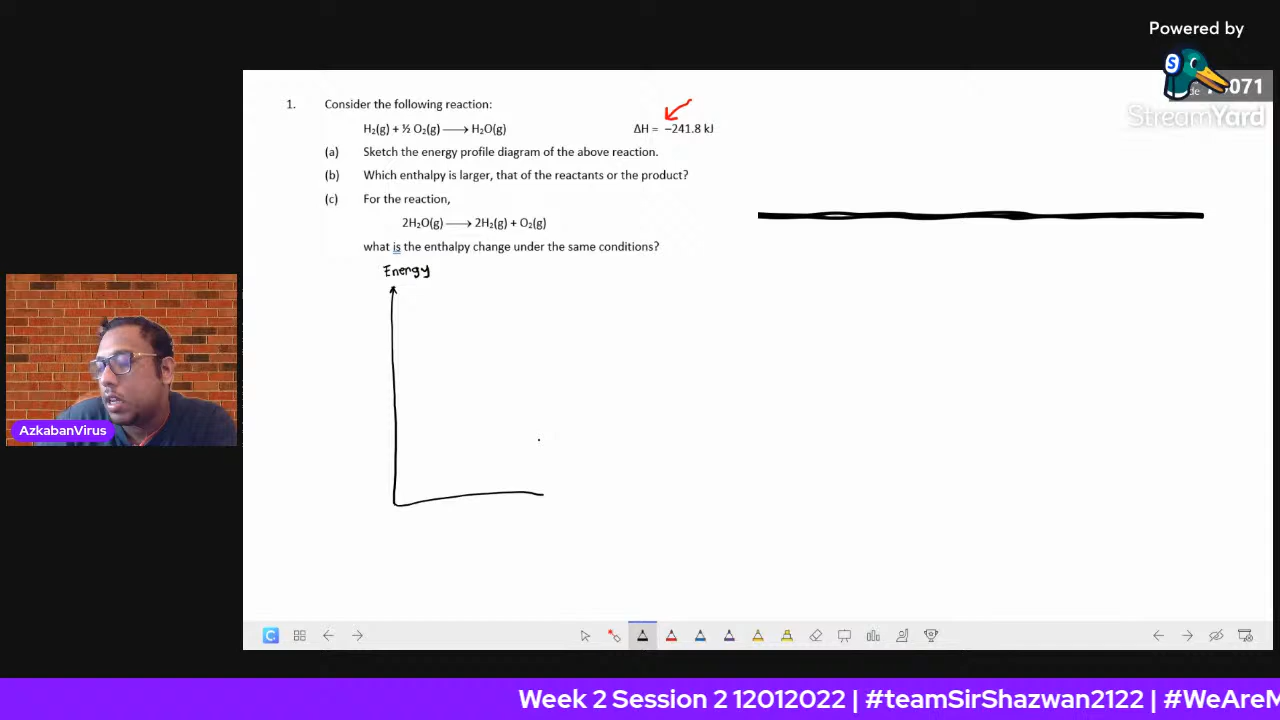 Powered by
071
StreamYard
1. Consider the following reaction:
H₂(g) + ½ O₂(g) ⟶ H₂O(g) ΔH = −241.8 kJ
(a) Sketch the energy profile diagram of the above reaction.
(b) Which enthalpy is larger, that of the reactants or the product?
(c) For the reaction,
2H₂O(g) ⟶ 2H₂(g) + O₂(g)
what is the enthalpy change under the same conditions?
Energy
AzkabanVirus
Week 2 Session 2 12012022 | #teamSirShazwan2122 | #WeAreM